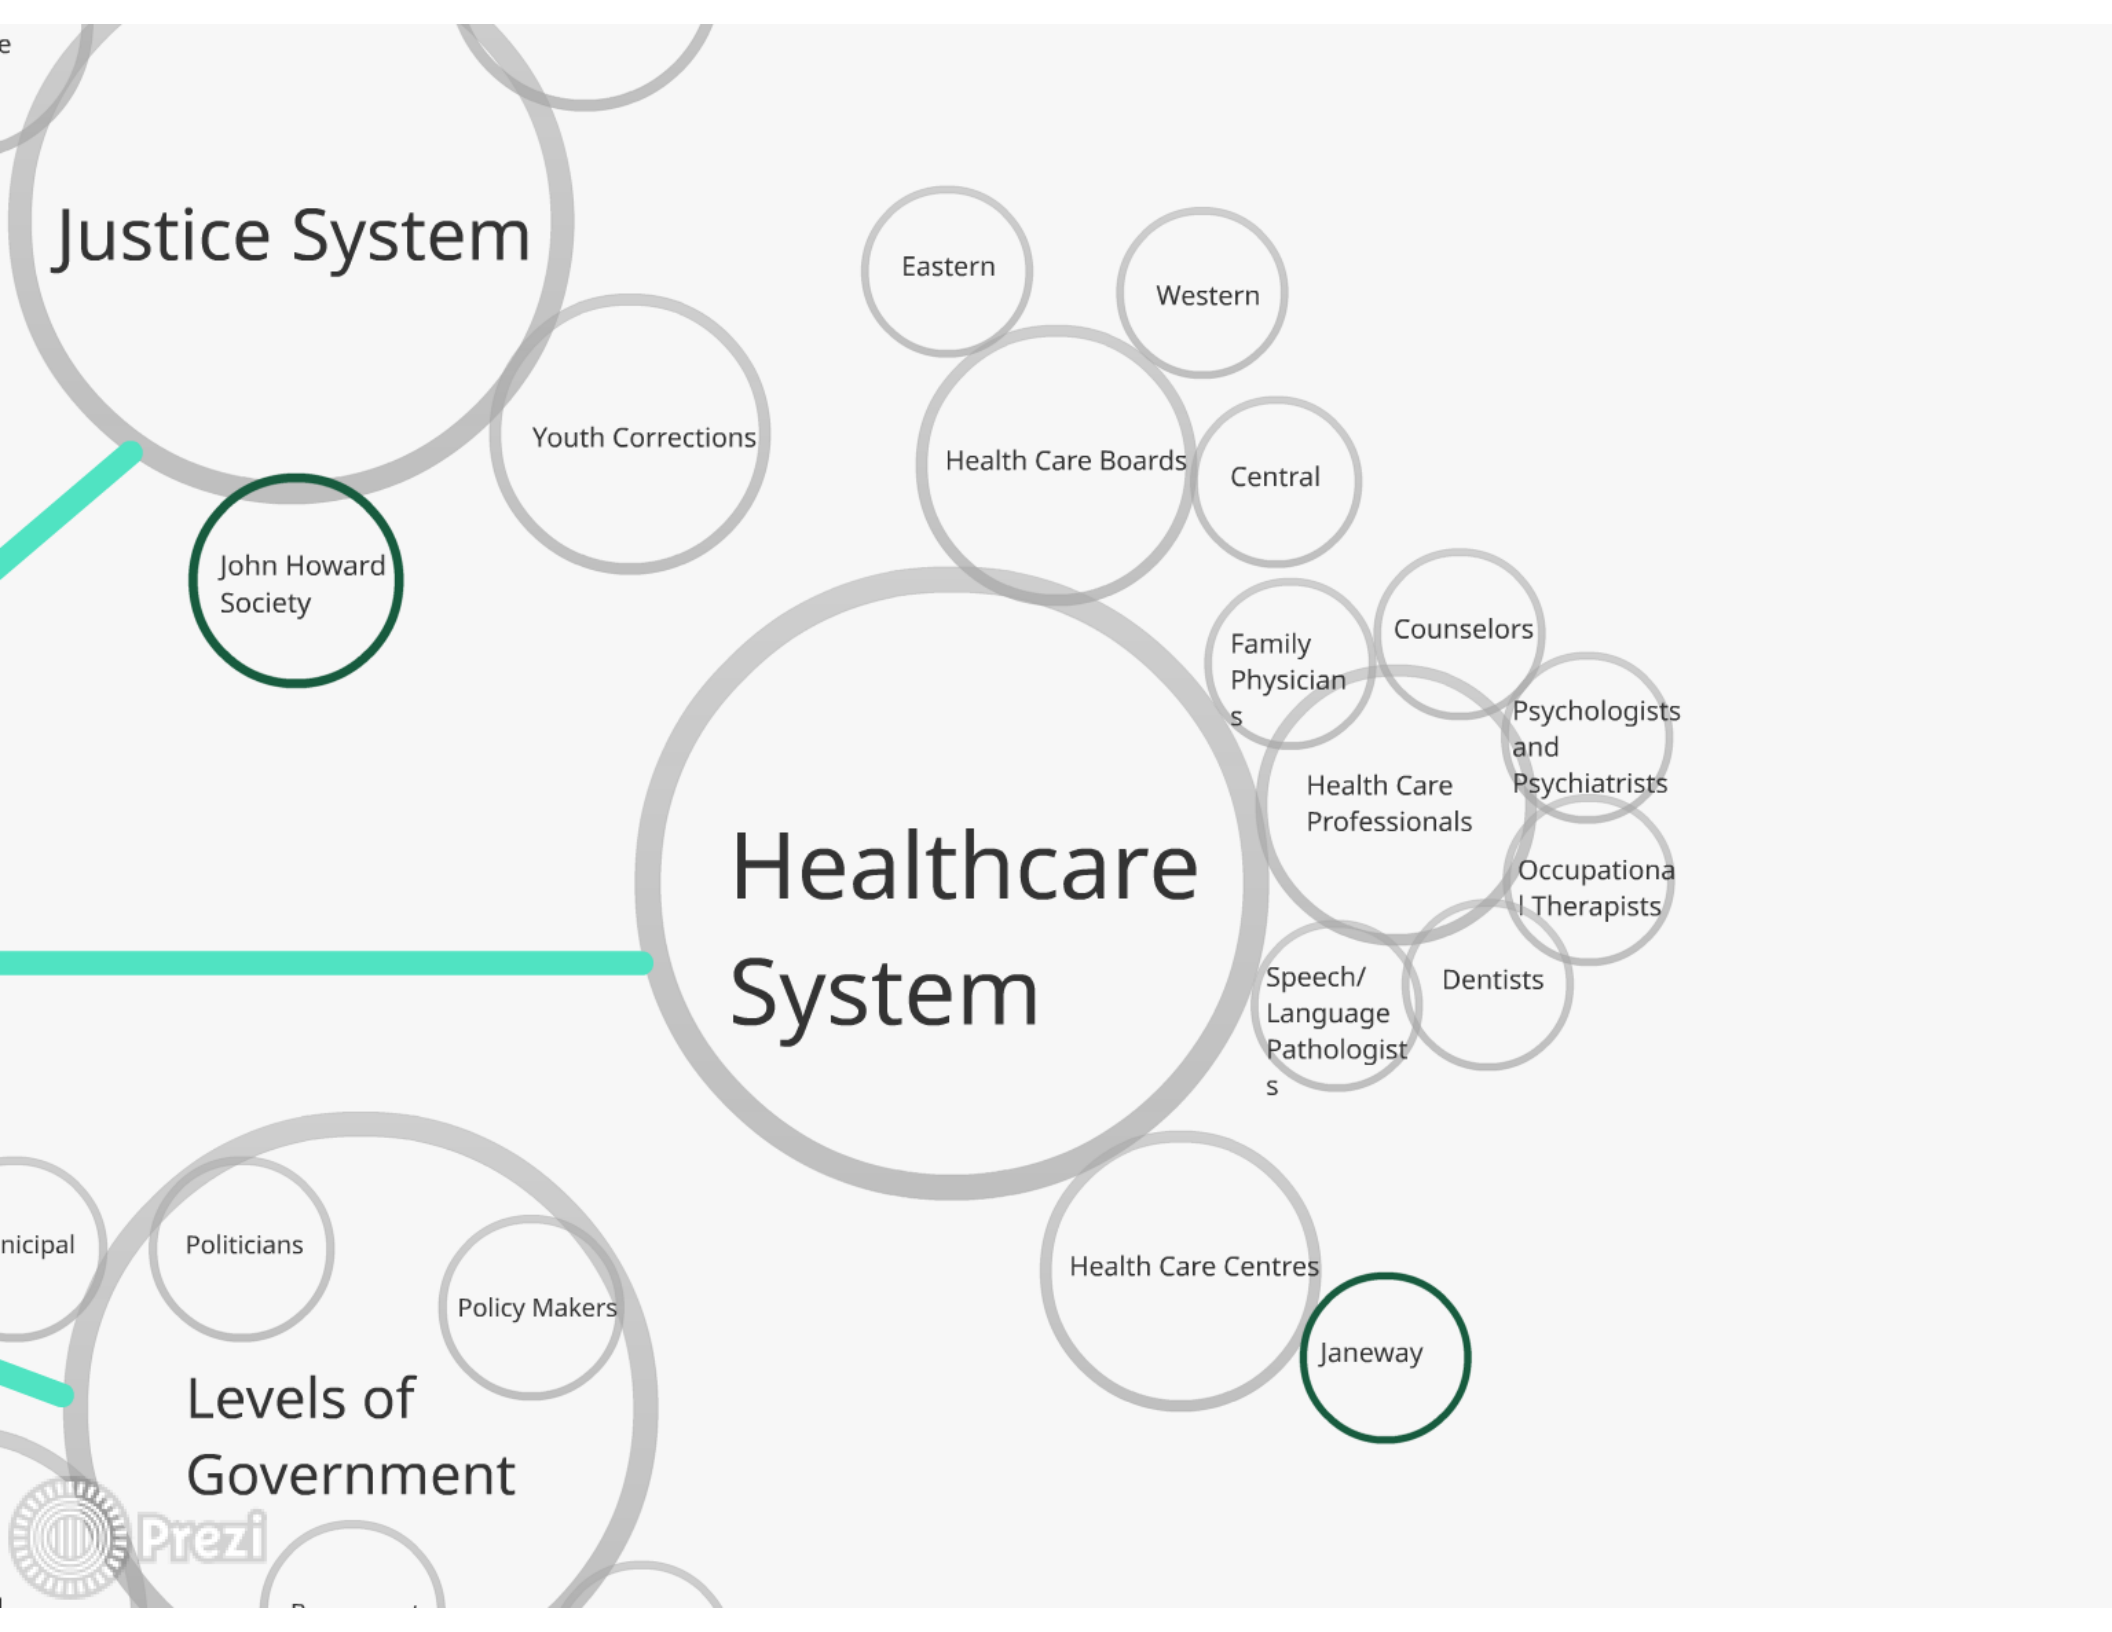 e
Justice System
Eastern
Western
Youth Corrections
Health Care Boards
Central
John Howard
Society
Family
Physician
s
Counselors
Psychologists
and
Psychiatrists
Health Care
Professionals
Occupationa
l Therapists
Healthcare
System
Speech/
Language
Pathologist
s
Dentists
nicipal
Politicians
Policy Makers
Health Care Centres
Janeway
Levels of
Government
Prezi